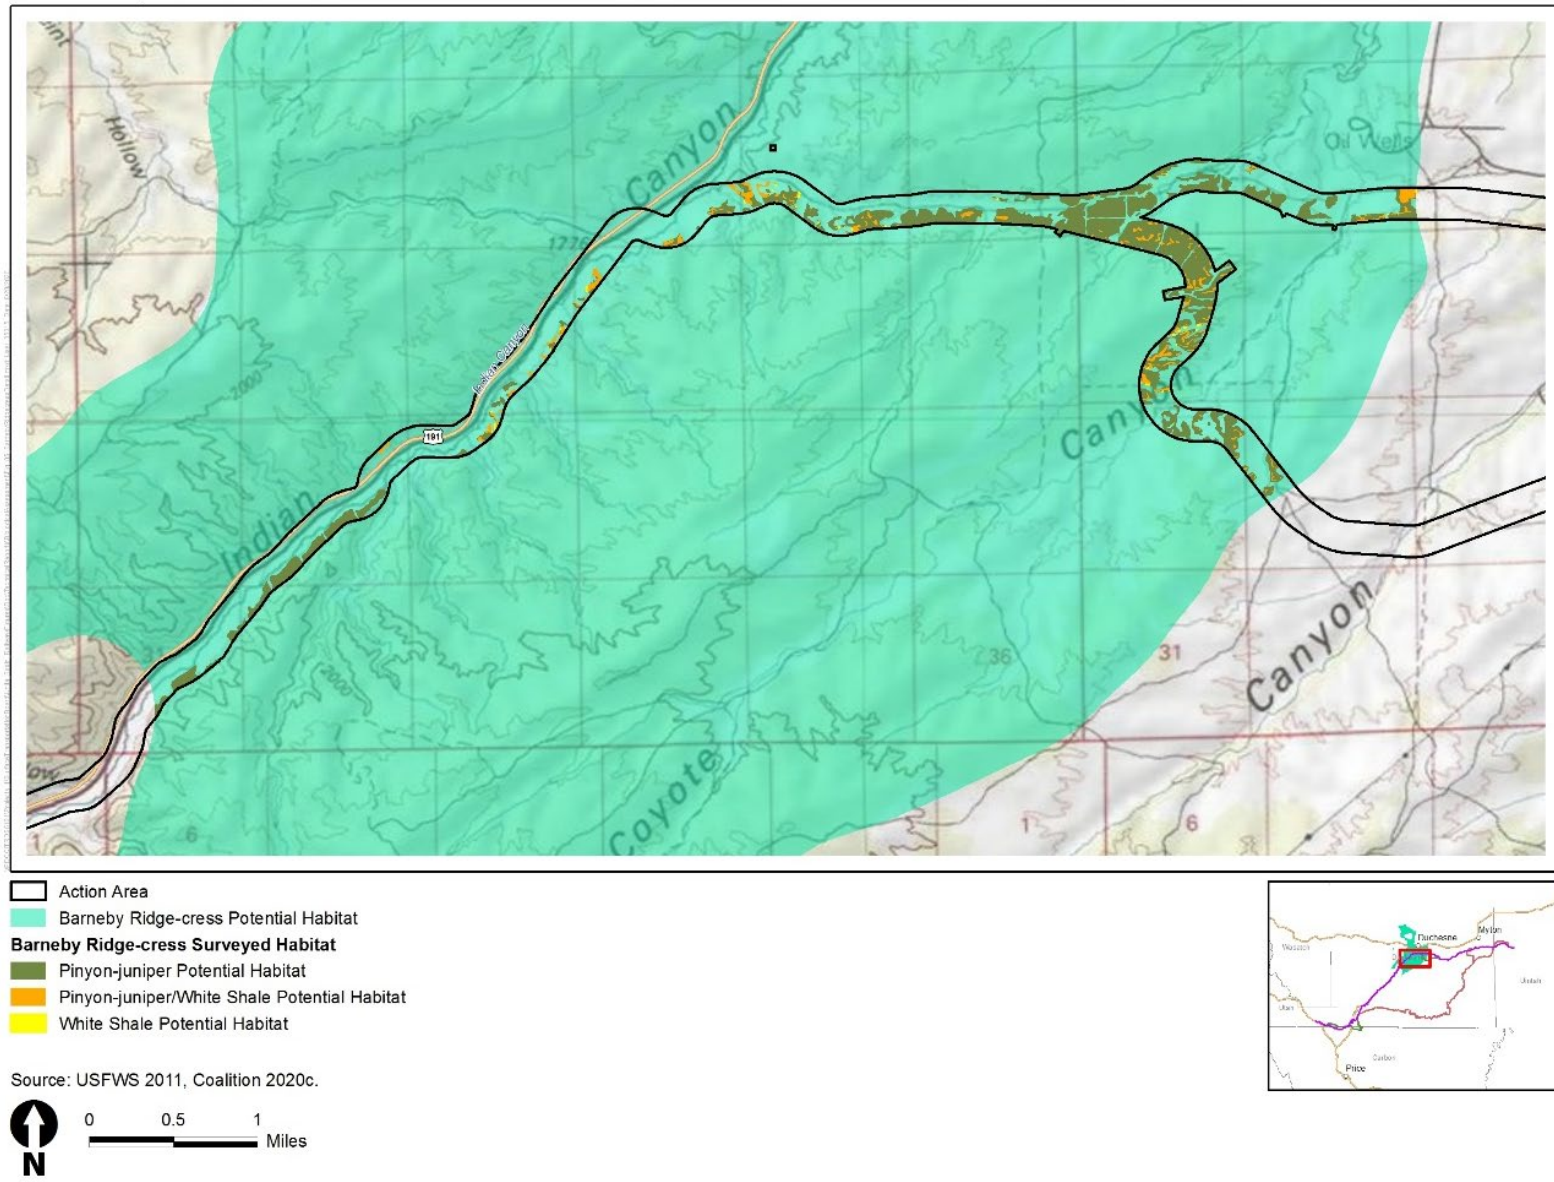 Hollow
Canyon
Oil Wells
1776
Indian Canyon
2000
191
Canyon
Indian
Canyon
2000
36
31
Coyote
1
6
1
6
Action Area
Barneby Ridge-cress Potential Habitat
Barneby Ridge-cress Surveyed Habitat
Pinyon-juniper Potential Habitat
Pinyon-juniper/White Shale Potential Habitat
White Shale Potential Habitat
Duchesne
Myton
Wasatch
Uintah
Utah
Carbon
Price
Source: USFWS 2011, Coalition 2020c.
0 0.5 1
Miles
N